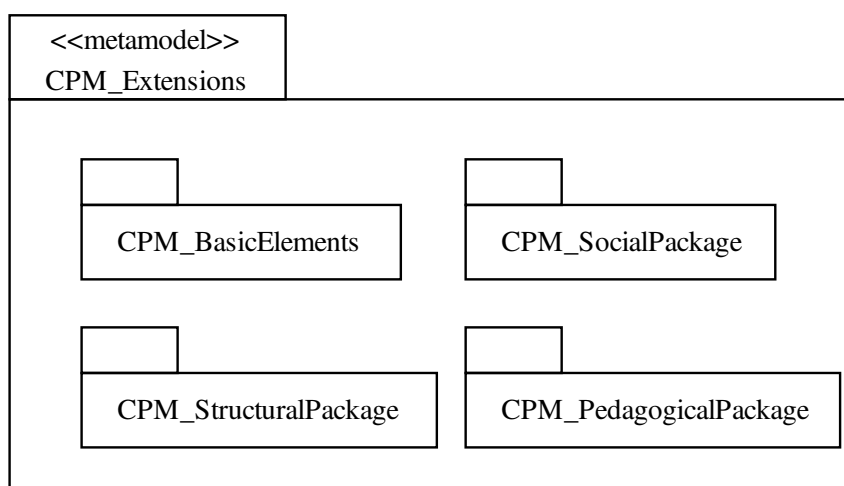 <<metamodel>>
CPM_Extensions
CPM_BasicElements
CPM_SocialPackage
CPM_StructuralPackage
CPM_PedagogicalPackage